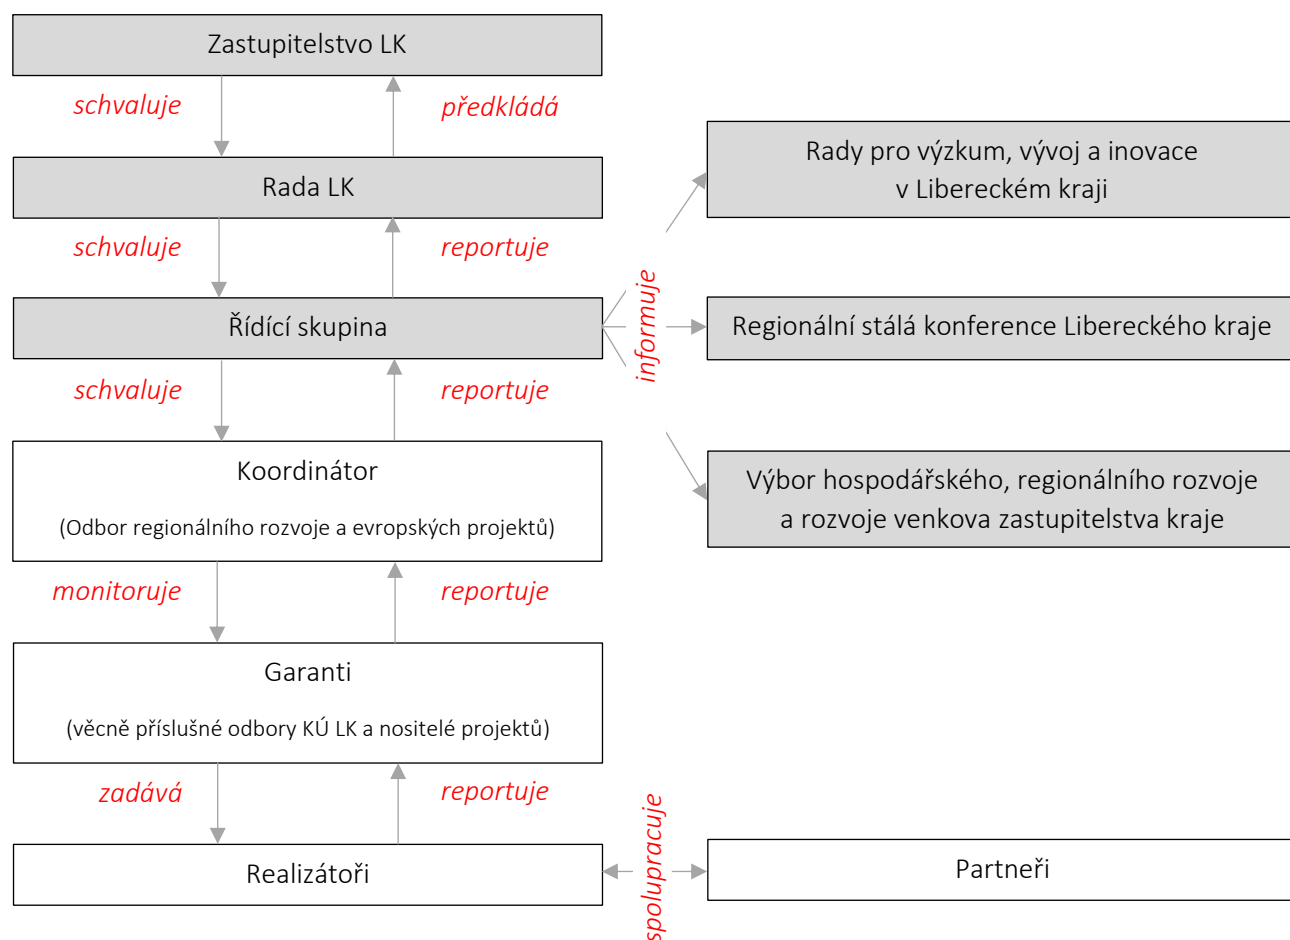 Zastupitelstvo LK
schvaluje
předkládá
Rada LK
schvaluje
reportuje
Řídící skupina
informuje
Rady pro výzkum, vývoj a inovace
v Libereckém kraji
Regionální stálá konference Libereckého kraje
Výbor hospodářského, regionálního rozvoje
a rozvoje venkova zastupitelstva kraje
schvaluje
reportuje
Koordinátor
(Odbor regionálního rozvoje a evropských projektů)
monitoruje
reportuje
Garanti
(věcně příslušné odbory KÚ LK a nositelé projektů)
zadává
reportuje
Realizátoři
spolupracuje
Partneři